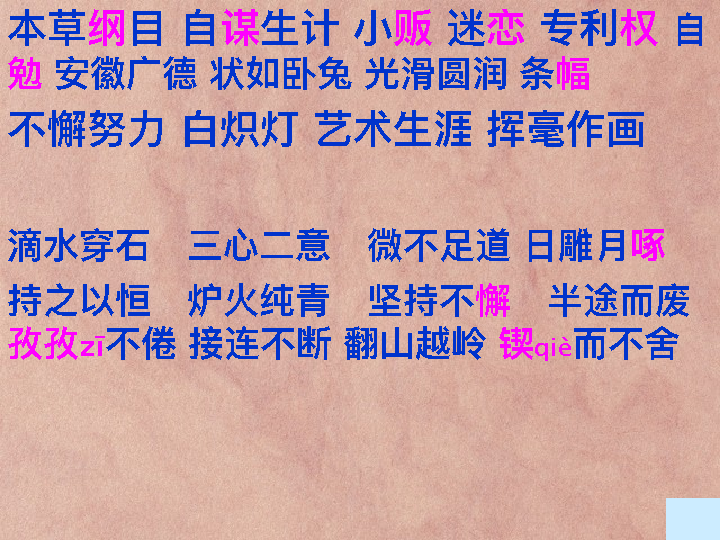 本草纲目 自谋生计 小贩 迷恋 专利权 自
勉 安徽广德 状如卧兔 光滑圆润 条幅
不懈努力 白炽灯 艺术生涯 挥毫作画
滴水穿石 三心二意 微不足道 日雕月啄
持之以恒 炉火纯青 坚持不懈 半途而废
孜孜zī不倦 接连不断 翻山越岭 锲qiè而不舍